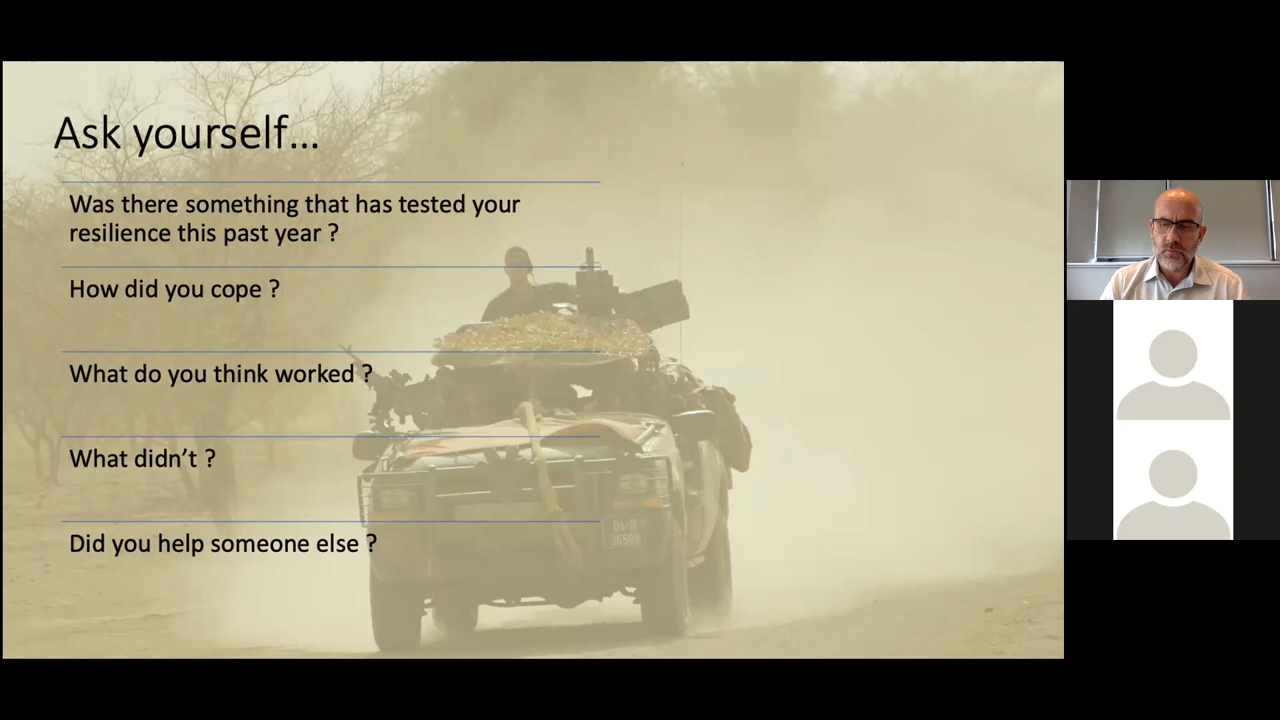 Ask yourself...
Was there something that has tested your
resilience this past year ?
How did you cope ?
What do you think worked ?
What didn’t ?
Did you help someone else ?